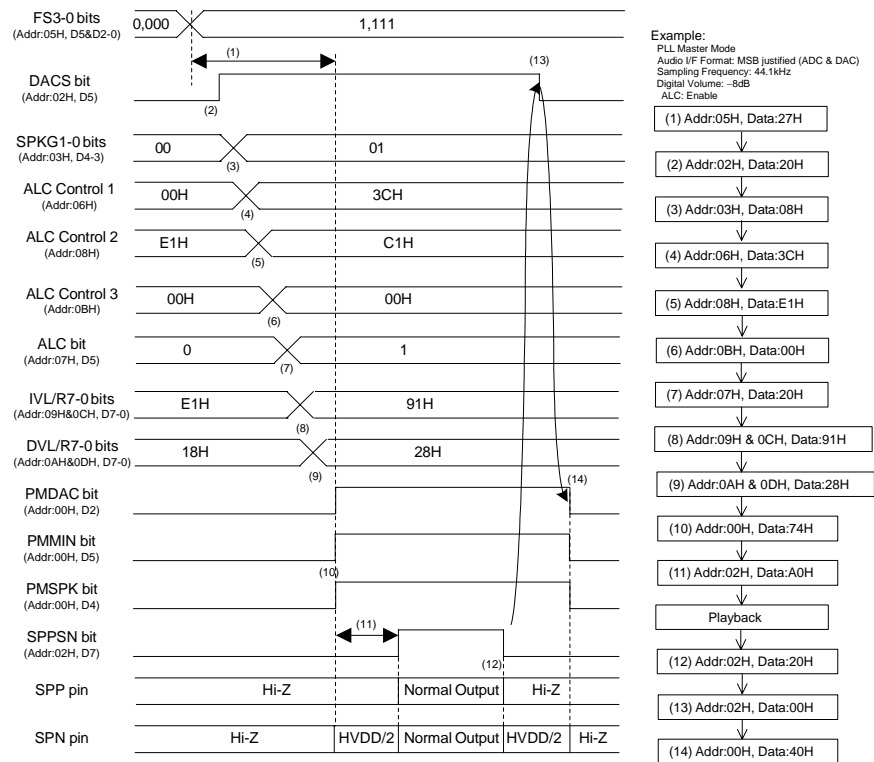 FS3-0 bits
(Addr:05H, D5&D2-0)
0,000
1,111
(1)
(13)
DACS bit
(Addr:02H, D5)
(2)
SPKG1-0 bits
(Addr:03H, D4-3)
00
01
(3)
ALC Control 1
(Addr:06H)
00H
3CH
(4)
ALC Control 2
(Addr:08H)
E1H
C1H
(5)
ALC Control 3
(Addr:0BH)
00H
00H
(6)
ALC bit
(Addr:07H, D5)
0
1
(7)
IVL/R7-0 bits
(Addr:09H&0CH, D7-0)
E1H
91H
(8)
DVL/R7-0 bits
(Addr:0AH&0DH, D7-0)
18H
28H
(9)
(14)
PMDAC bit
(Addr:00H, D2)
PMMIN bit
(Addr:00H, D5)
(10)
PMSPK bit
(Addr:00H, D4)
(11)
SPPSN bit
(Addr:02H, D7)
(12)
SPP pin
Hi-Z
Normal Output
Hi-Z
SPN pin
Hi-Z
HVDD/2
Normal Output
HVDD/2
Hi-Z
Example:
PLL Master Mode
Audio I/F Format: MSB justified (ADC & DAC)
Sampling Frequency: 44.1kHz
Digital Volume: −8dB
ALC: Enable
(1) Addr:05H, Data:27H
(2) Addr:02H, Data:20H
(3) Addr:03H, Data:08H
(4) Addr:06H, Data:3CH
(5) Addr:08H, Data:E1H
(6) Addr:0BH, Data:00H
(7) Addr:07H, Data:20H
(8) Addr:09H & 0CH, Data:91H
(9) Addr:0AH & 0DH, Data:28H
(10) Addr:00H, Data:74H
(11) Addr:02H, Data:A0H
Playback
(12) Addr:02H, Data:20H
(13) Addr:02H, Data:00H
(14) Addr:00H, Data:40H